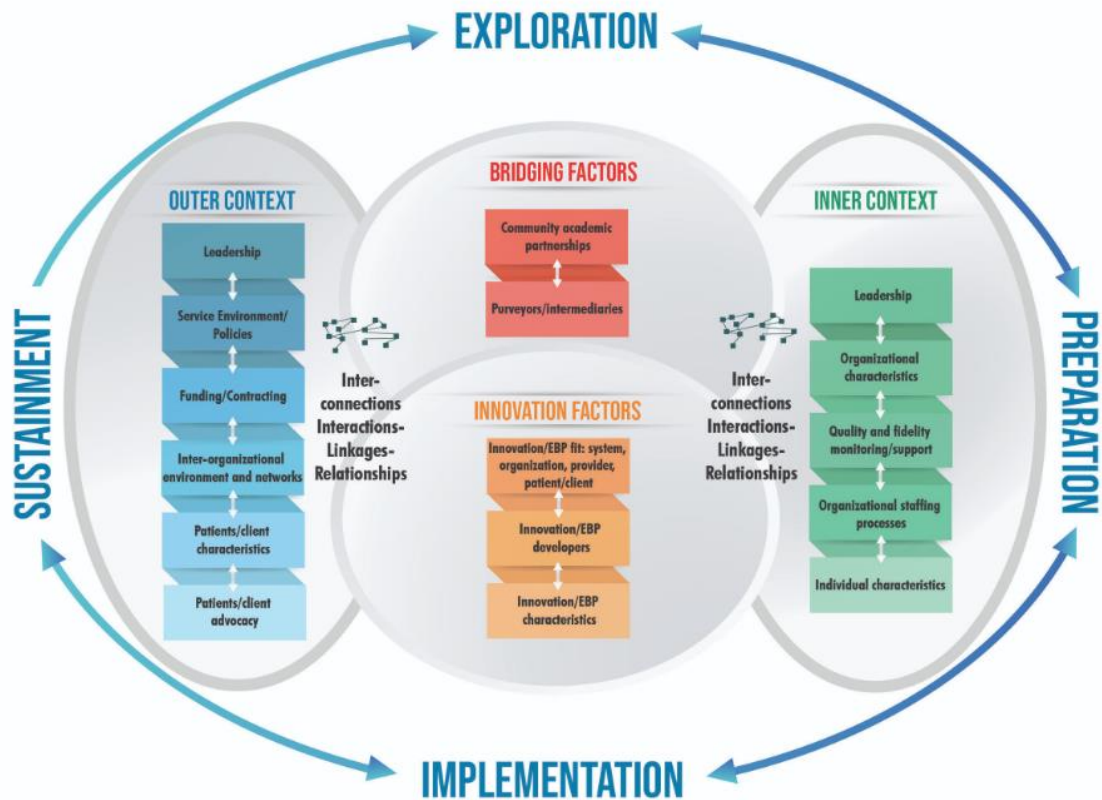 EXPLORATION
BRIDGING FACTORS
OUTER CONTEXT
INNER CONTEXT
Leadership
Service Environment/
Policies
Funding/Contracting
Inter-organizational
environment and networks
Patients/client
characteristics
Patients/client
advocacy
Community academic
partnerships
Purveyors/intermediaries
Inter-
connections
Interactions-
Linkages-
Relationships
INNOVATION FACTORS
Innovation/EBP fit: system,
organization, provider,
patient/client
Innovation/EBP
developers
Innovation/EBP
characteristics
Inter-
connections
Interactions-
Linkages-
Relationships
Leadership
Organizational
characteristics
Quality and fidelity
monitoring/support
Organizational staffing
processes
Individual characteristics
SUSTAINMENT
PREPARATION
IMPLEMENTATION